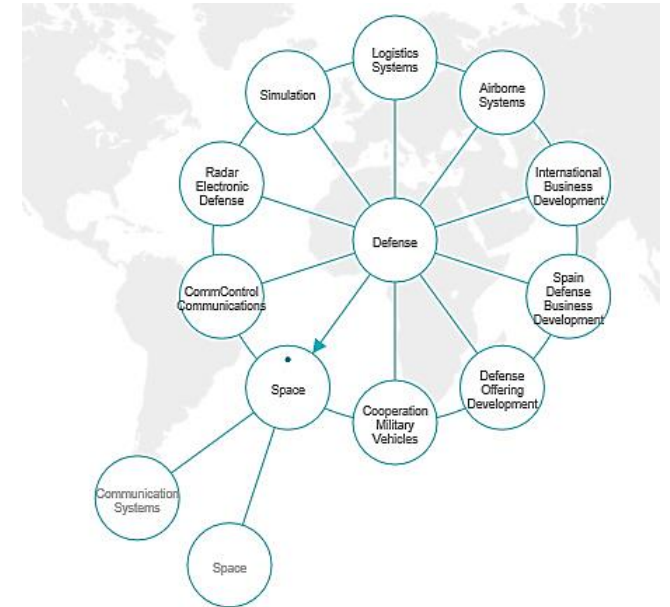 Logistics
Systems
Simulation
Airborne
Systems
Radar
Electronic
Defense
International
Business
Development
Defense
CommControl
Communications
Spain
Defense
Business
Development
Space
Defense
Offering
Development
Cooperation
Military
Vehicles
Communication
Systems
Space